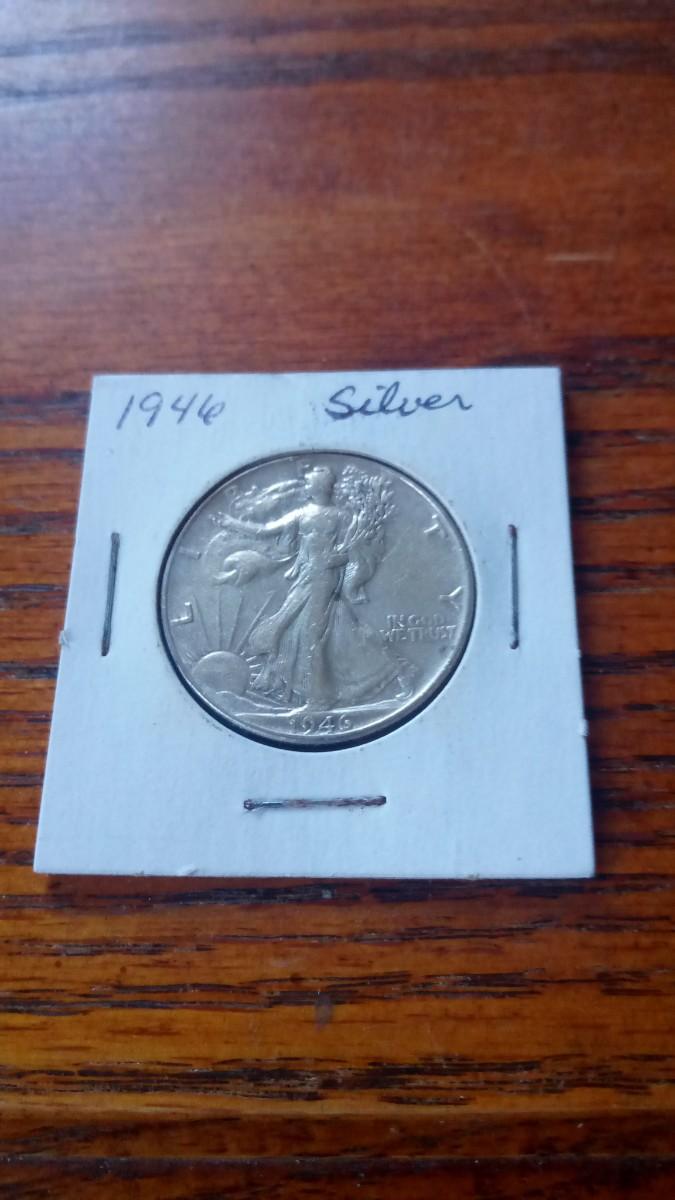 1946 Silver
LIBERTY
IN GOD
WE TRUST
1946